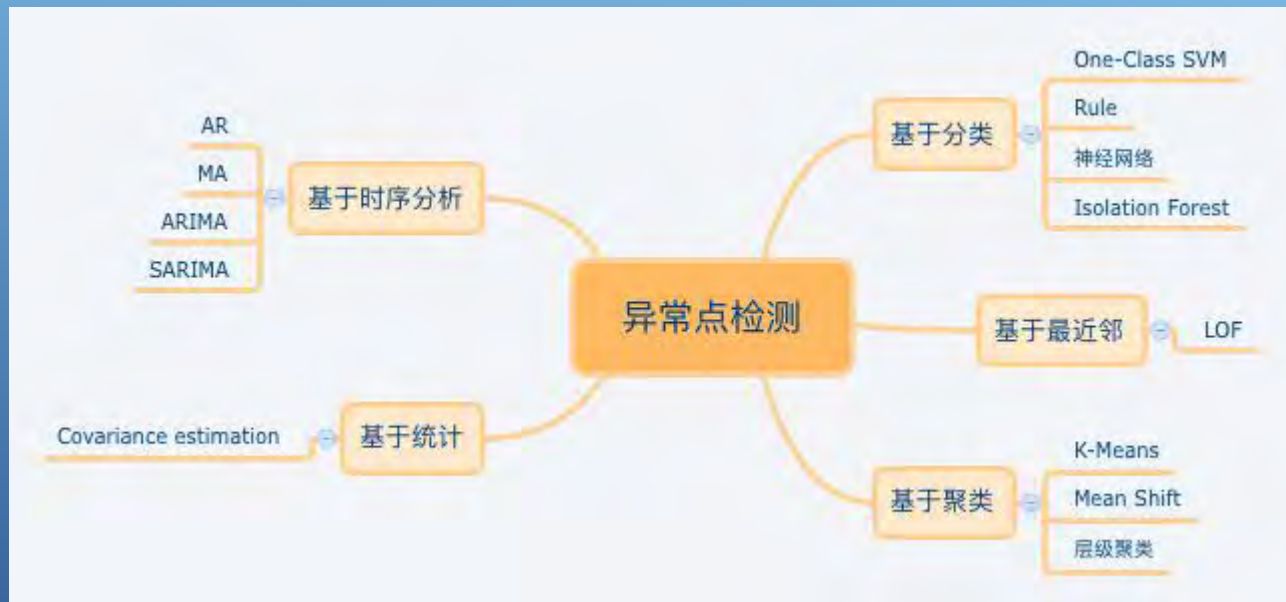 异常点检测
基于分类
One-Class SVM
Rule
神经网络
Isolation Forest
基于最近邻
LOF
基于聚类
K-Means
Mean Shift
层级聚类
基于时序分析
AR
MA
ARIMA
SARIMA
基于统计
Covariance estimation